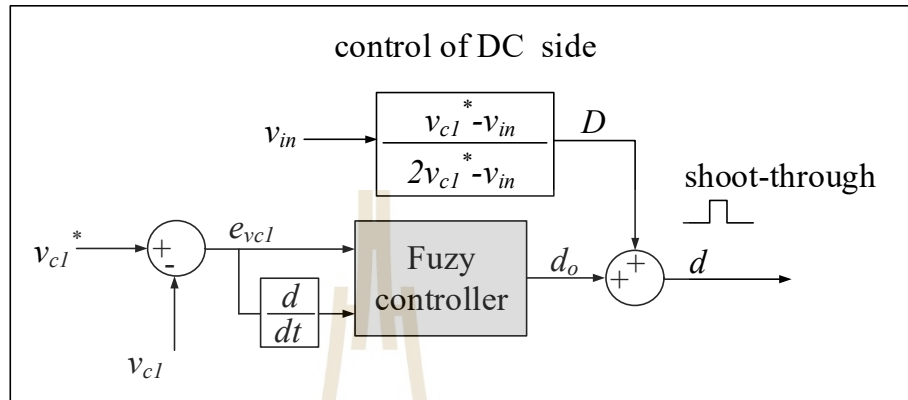 control of DC side
v_in
v_c1*-v_in
2v_c1*-v_in
D
shoot-through
v_c1*
+
-
e_vc1
Fuzy
controller
d_o
+
+
d
d
dt
v_c1